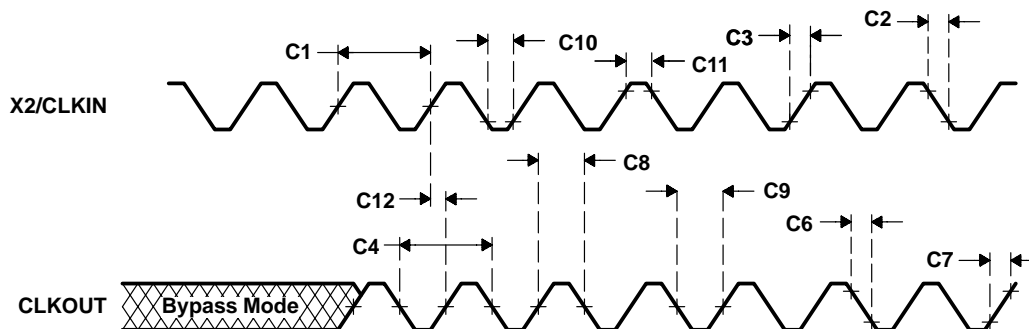 C1
C10
C3
C2
C11
X2/CLKIN
C8
C12
C9
C4
C6
C7
CLKOUT
Bypass Mode